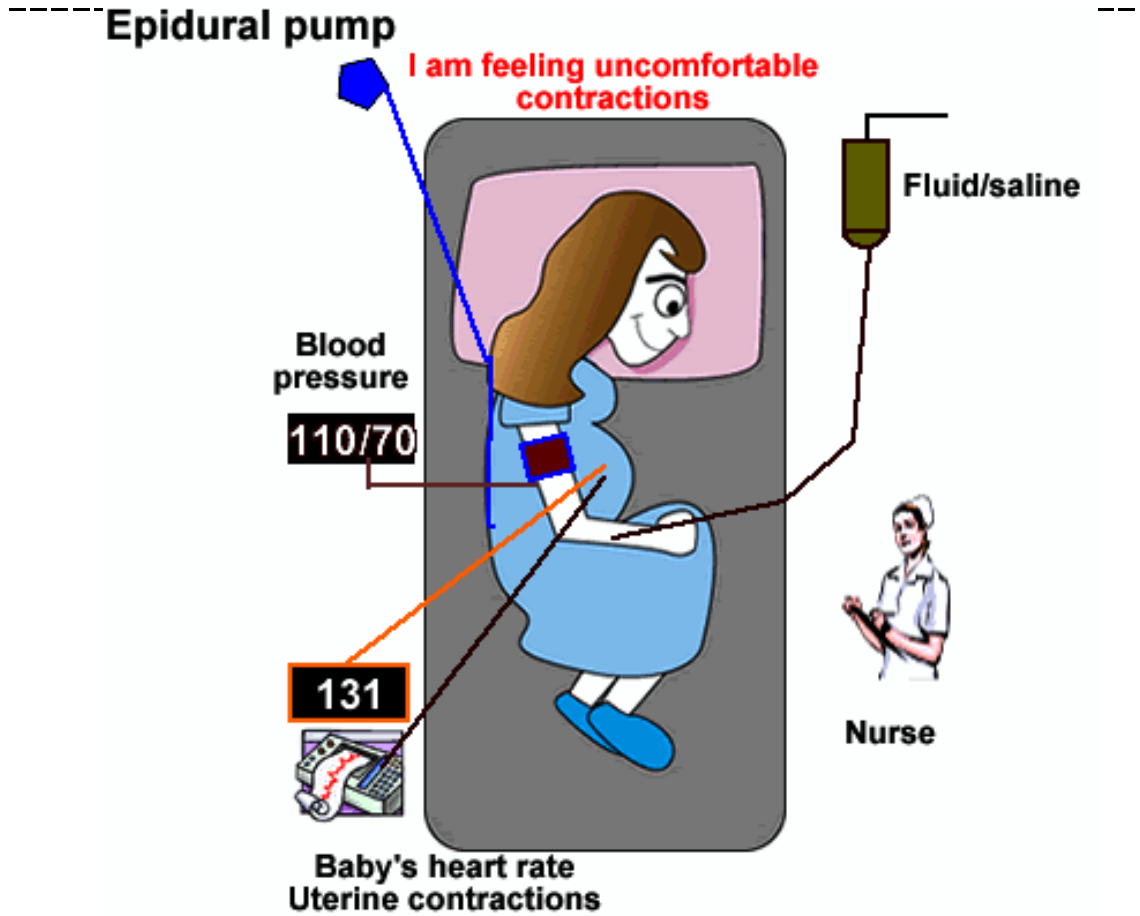 Epidural pump
I am feeling uncomfortable
contractions
Fluid/saline
Blood
pressure
110/70
131
Nurse
Baby's heart rate
Uterine contractions